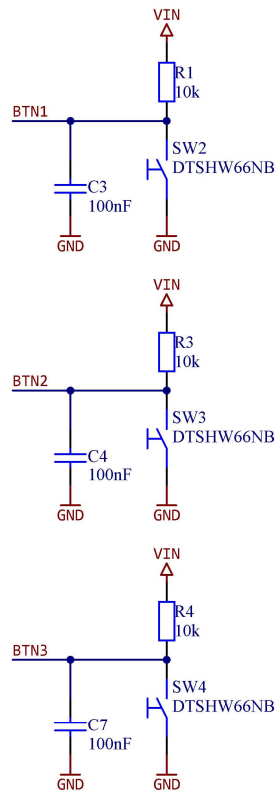 VIN
R1
10k
BTN1
SW2
DTSHW66NB
C3
100nF
GND
GND
VIN
R3
10k
BTN2
SW3
DTSHW66NB
C4
100nF
GND
GND
VIN
R4
10k
BTN3
SW4
DTSHW66NB
C7
100nF
GND
GND